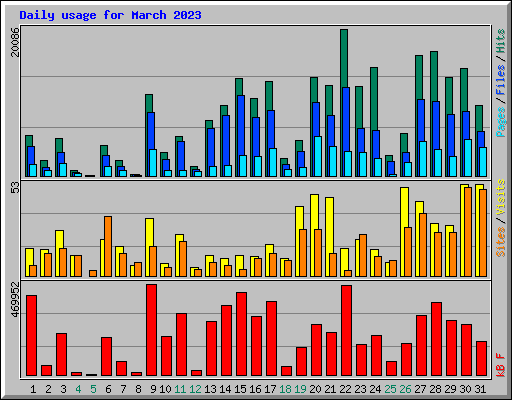 Daily usage for March 2023
20086
Pages / Files / Hits
53
Sites / Visits
469952
kB F
1 2 3 4 5 6 7 8 9 10 11 12 13 14 15 16 17 18 19 20 21 22 23 24 25 26 27 28 29 30 31